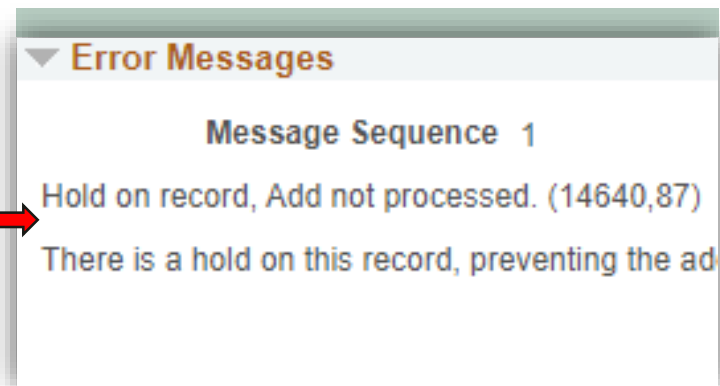 Error Messages
Message Sequence 1
Hold on record, Add not processed. (14640,87)
There is a hold on this record, preventing the